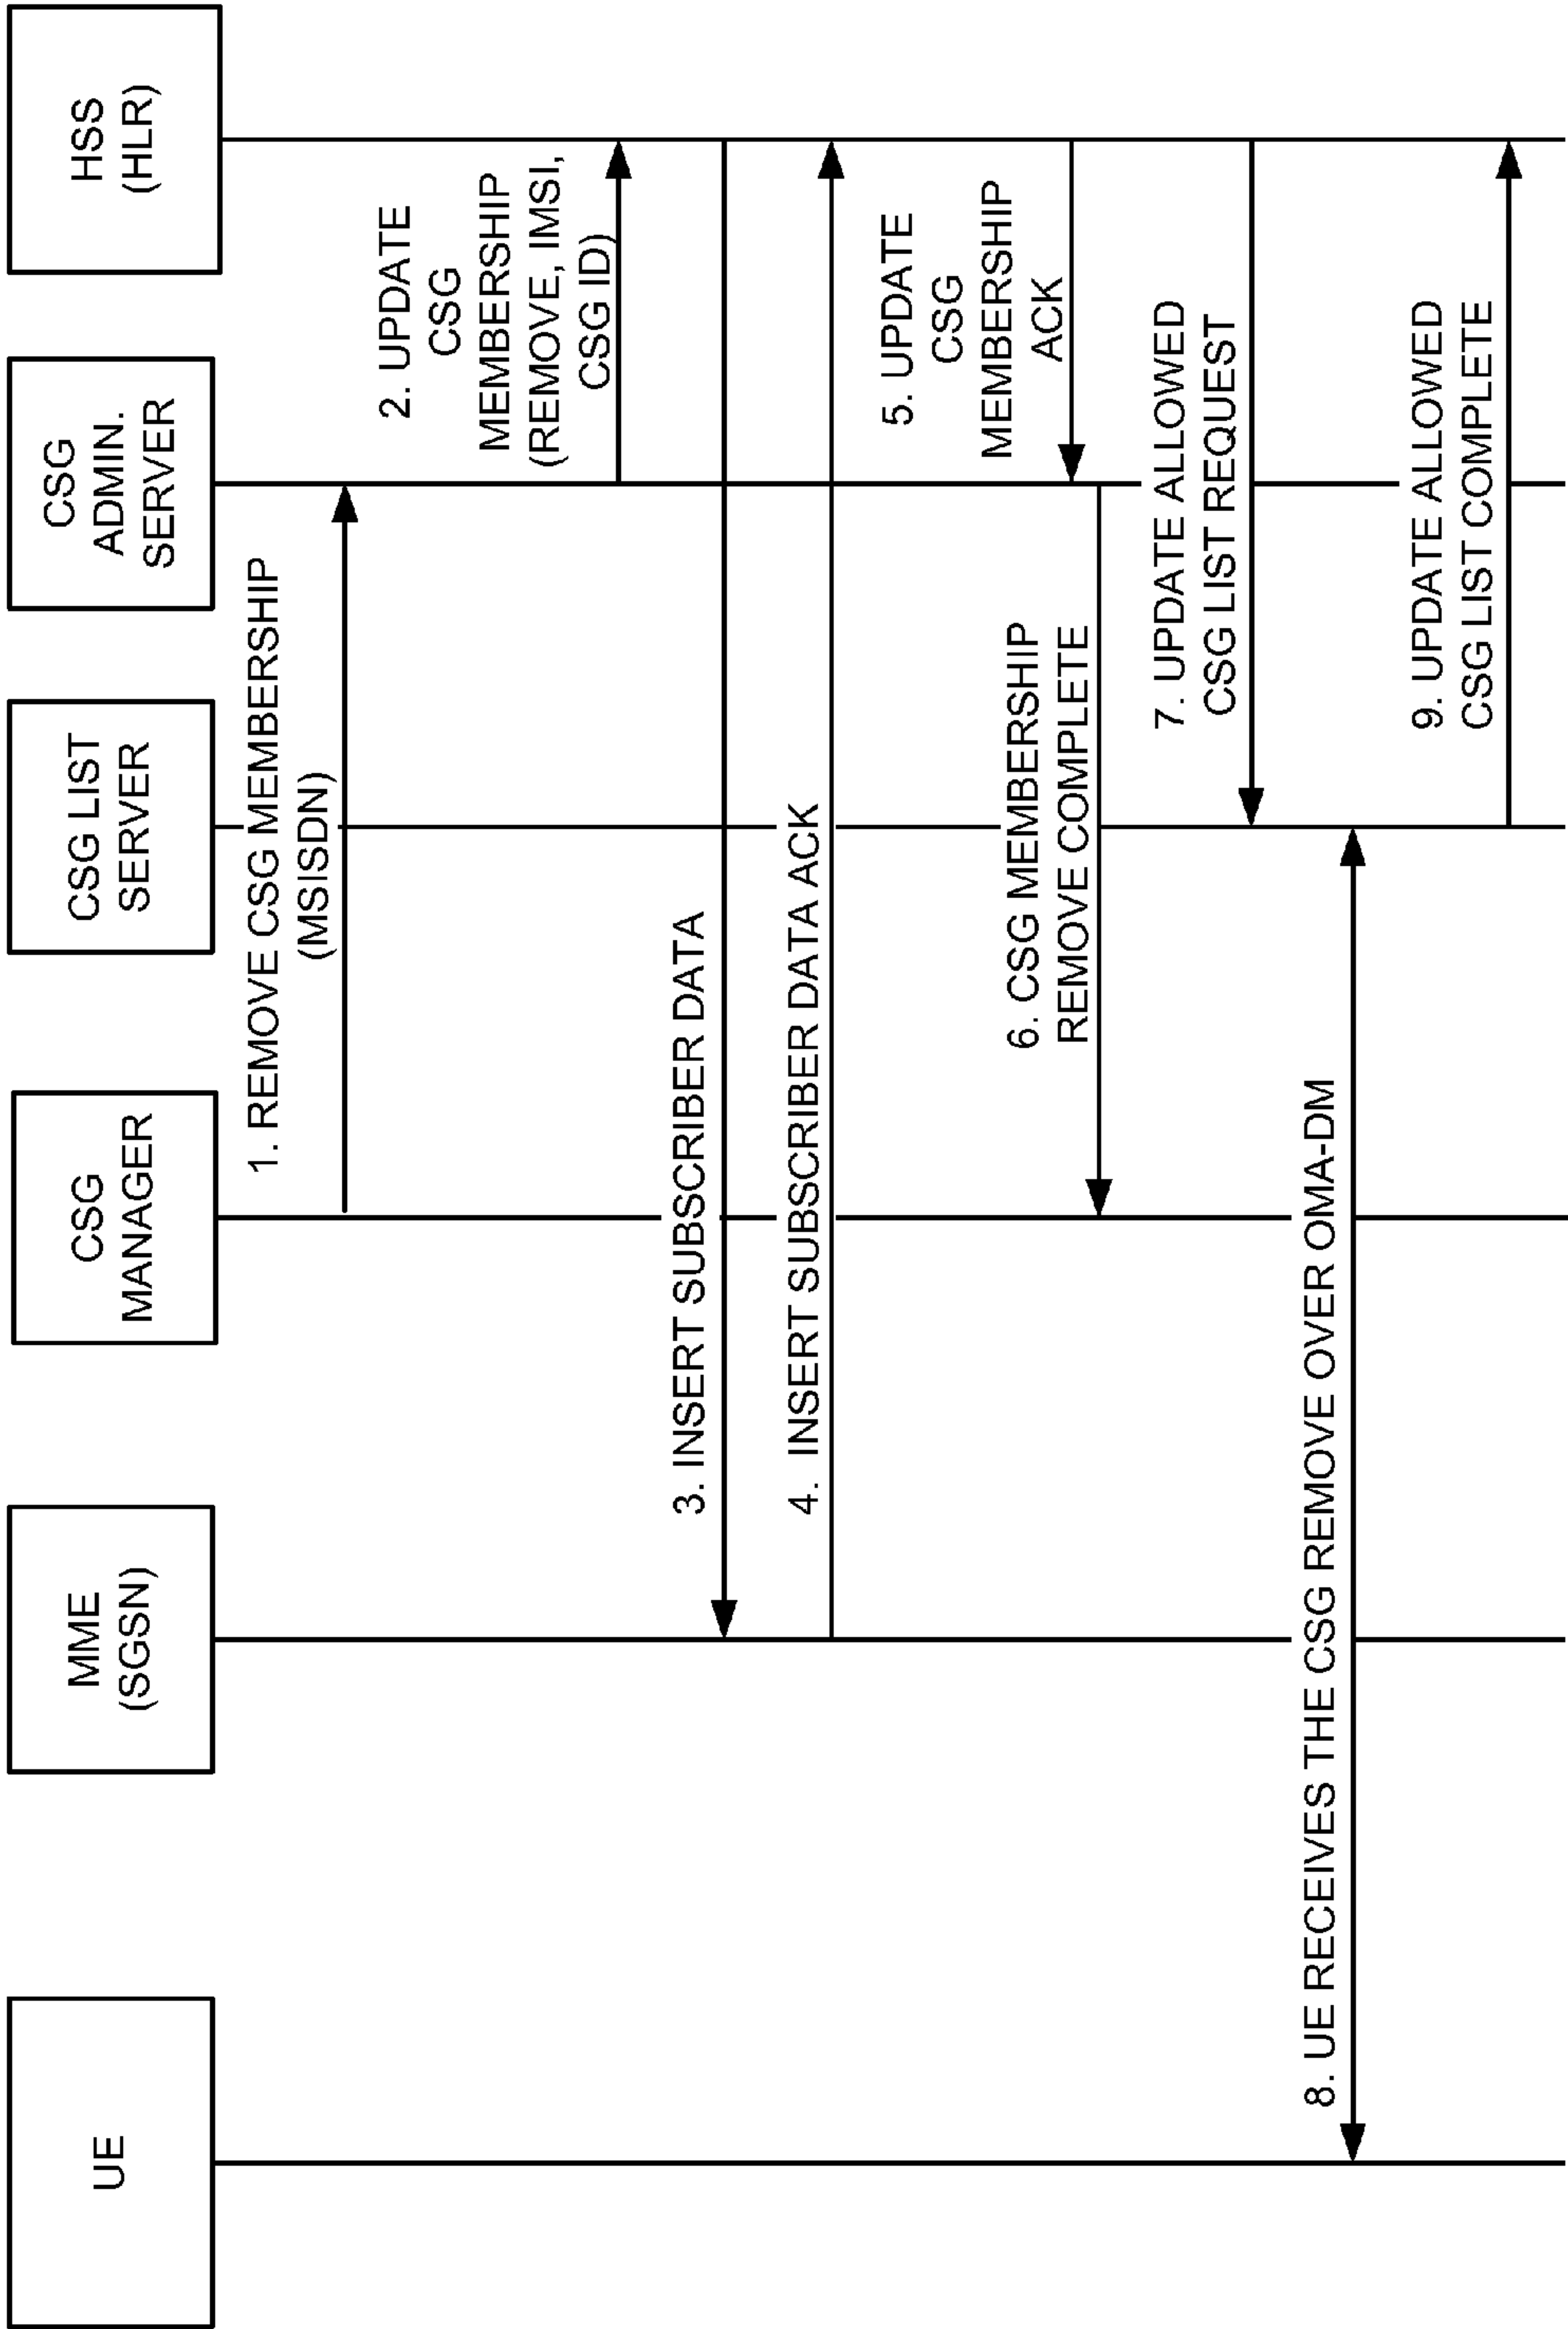 UE
MME
(SGSN)
CSG
MANAGER
CSG LIST
SERVER
CSG
ADMIN.
SERVER
HSS
(HLR)
1. REMOVE CSG MEMBERSHIP
(MSISDN)
2. UPDATE
CSG
MEMBERSHIP
(REMOVE, IMSI,
CSG ID)
3. INSERT SUBSCRIBER DATA
4. INSERT SUBSCRIBER DATA ACK
5. UPDATE
CSG
MEMBERSHIP
ACK
6. CSG MEMBERSHIP
REMOVE COMPLETE
7. UPDATE ALLOWED
CSG LIST REQUEST
8. UE RECEIVES THE CSG REMOVE OVER OMA-DM
9. UPDATE ALLOWED
CSG LIST COMPLETE